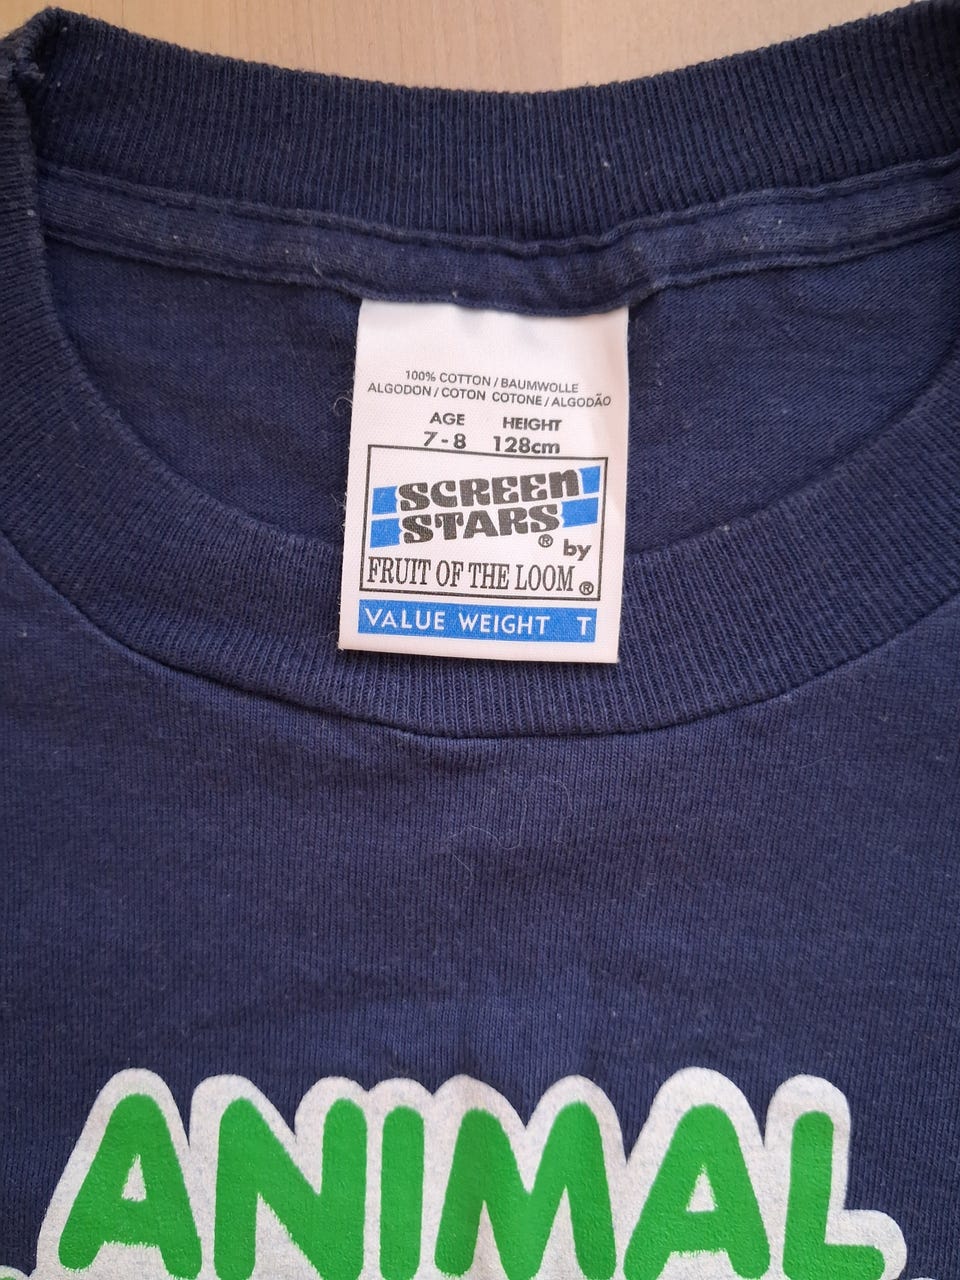 100% COTTON / BAUMWOLLE
ALGODON / COTON COTONE / ALGODÃO
AGE HEIGHT
7 - 8 128cm
SCREEN
STARS® by
FRUIT OF THE LOOM®
VALUE WEIGHT T
ANIMAL